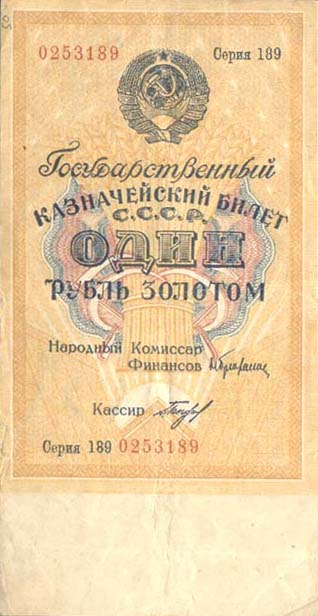 0253189 Серия 189
Государственный
КАЗНАЧЕЙСКИЙ БИЛЕТ
С.С.С.Р.
ОДИН
РУБЛЬ ЗОЛОТОМ
Народный Комиссар
Финансов
Кассир
Серия 189 0253189